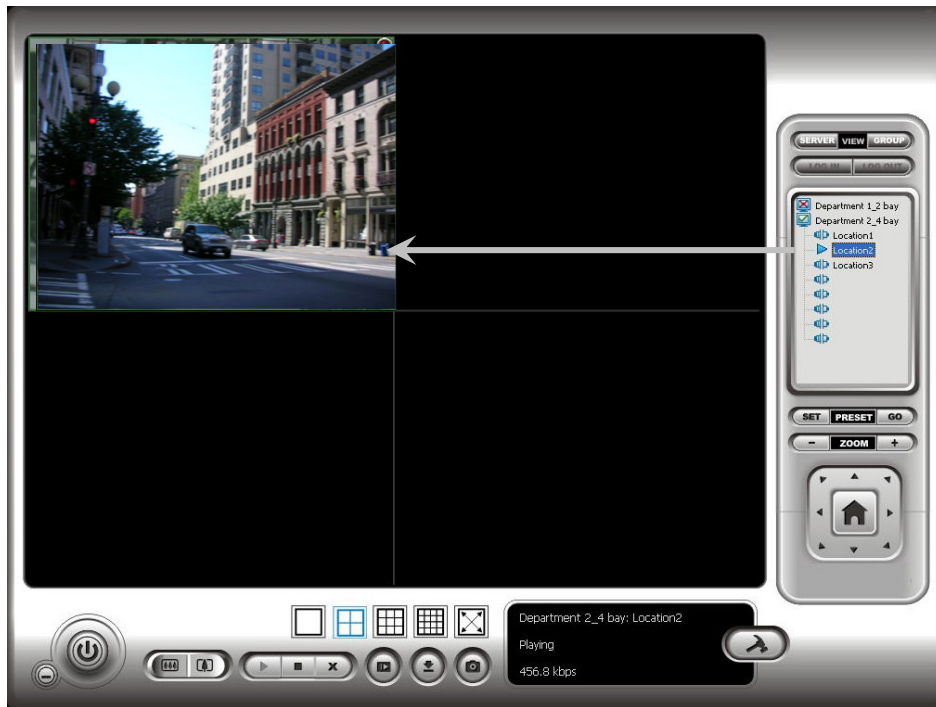 SERVER VIEW GROUP
LOG IN LOG OUT
Department 1_2 bay
Department 2_4 bay
Location1
Location2
Location3
SET PRESET GO
- ZOOM +
Department 2_4 bay: Location2
Playing
456.8 kbps